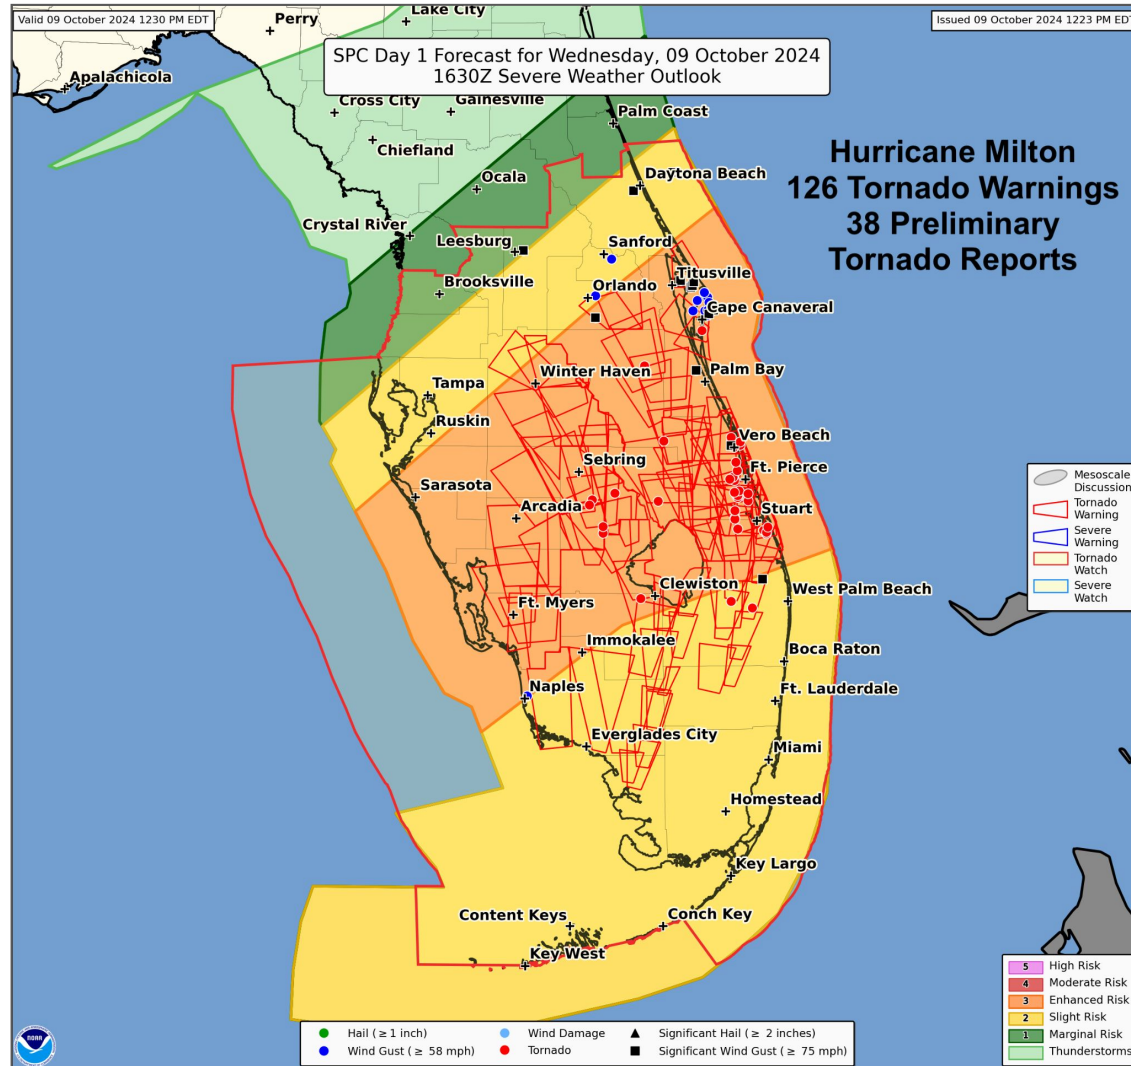 Valid 09 October 2024 1230 PM EDT
Issued 09 October 2024 1223 PM EDT
SPC Day 1 Forecast for Wednesday, 09 October 2024
1630Z Severe Weather Outlook
Hurricane Milton
126 Tornado Warnings
38 Preliminary
Tornado Reports
Lake City
Perry
Apalachicola
Cross City
Gainesville
Palm Coast
Chiefland
Ocala
Daytona Beach
Crystal River
Leesburg
Sanford
Titusville
Brooksville
Orlando
Cape Canaveral
Winter Haven
Palm Bay
Tampa
Ruskin
Vero Beach
Sebring
Ft. Pierce
Sarasota
Arcadia
Stuart
Clewiston
West Palm Beach
Ft. Myers
Immokalee
Boca Raton
Naples
Ft. Lauderdale
Everglades City
Miami
Homestead
Key Largo
Content Keys
Conch Key
Key West
Mesoscale
Discussion
Tornado
Warning
Severe
Warning
Tornado
Watch
Severe
Watch
5 High Risk
4 Moderate Risk
3 Enhanced Risk
2 Slight Risk
1 Marginal Risk
Thunderstorms
Hail (≥ 1 inch)
Wind Damage
Significant Hail (≥ 2 inches)
Wind Gust (≥ 58 mph)
Tornado
Significant Wind Gust (≥ 75 mph)
NOAA